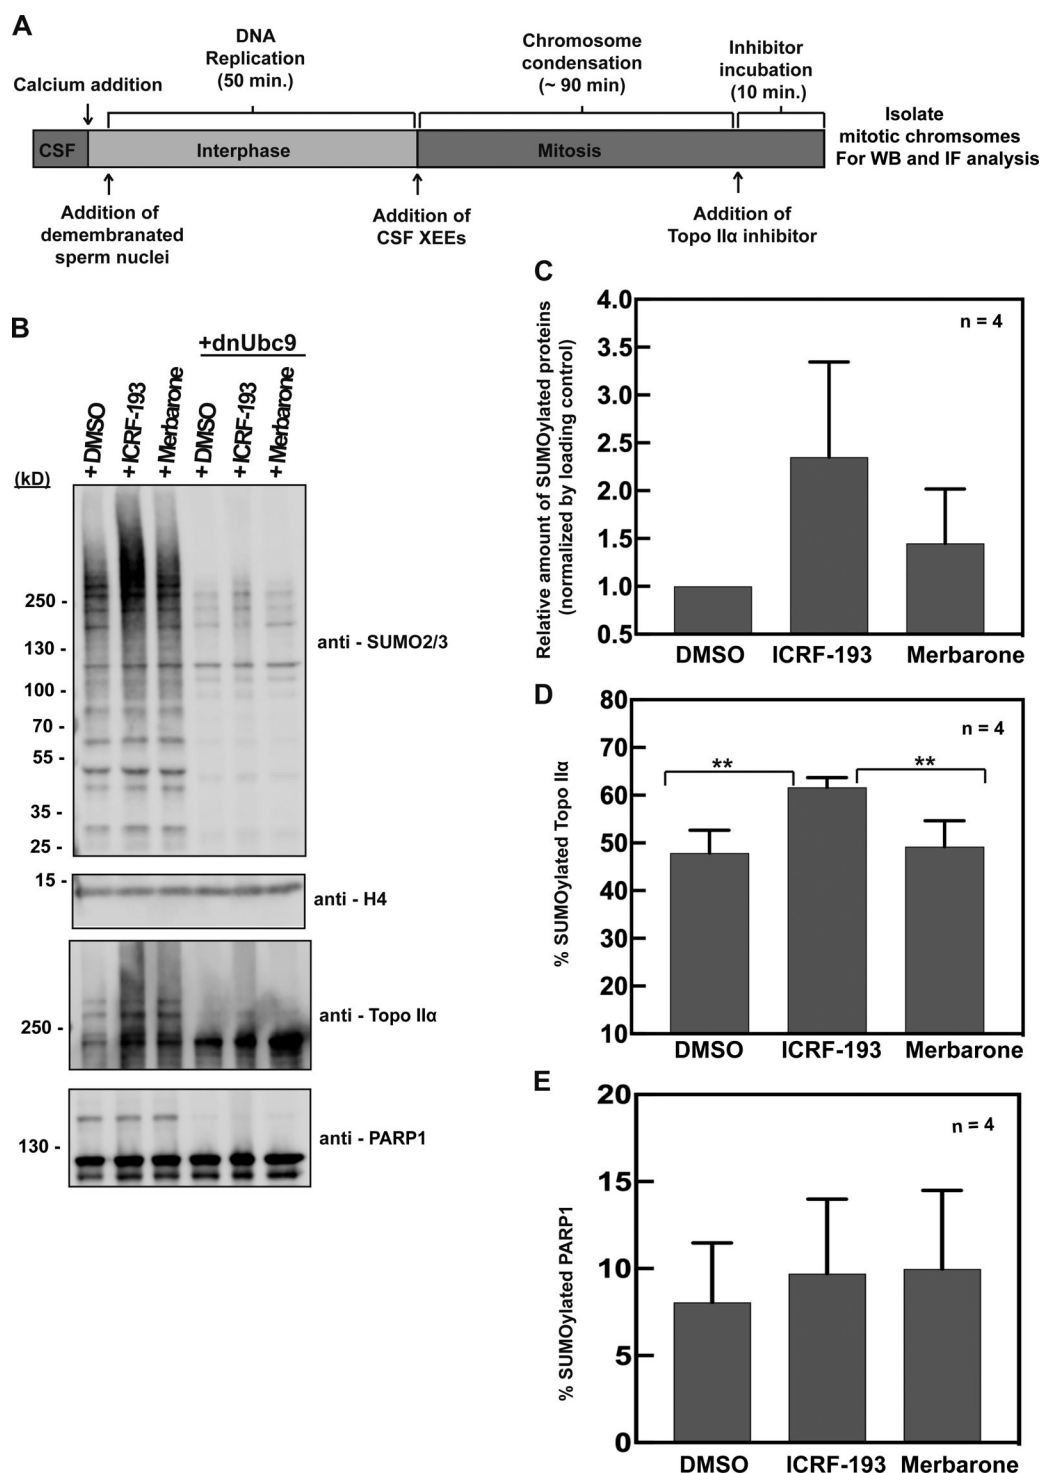 A
Calcium addition
DNA
Replication
(50 min.)
Chromosome
condensation
(~ 90 min)
Inhibitor
incubation
(10 min.)
CSF
Interphase
Mitosis
Isolate
mitotic chromsomes
For WB and IF analysis
Addition of
demembranated
sperm nuclei
Addition of
CSF XEEs
Addition of
Topo IIα inhibitor
B
+dnUbc9
+ DMSO
+ ICRF-193
+ Merbarone
+ DMSO
+ ICRF-193
+ Merbarone
(kD)
250 -
130 -
100 -
70 -
55 -
35 -
25 -
anti - SUMO2/3
15 -
anti - H4
250 -
anti - Topo IIα
130 -
anti - PARP1
C
Relative amount of SUMOylated proteins
(normalized by loading control)
4.0
3.5
3.0
2.5
2.0
1.5
1.0
0.5
n = 4
DMSO ICRF-193 Merbarone
D
% SUMOylated Topo IIα
80
70
60
50
40
30
20
10
n = 4
** **
DMSO ICRF-193 Merbarone
E
% SUMOylated PARP1
20
15
10
5
0
n = 4
DMSO ICRF-193 Merbarone